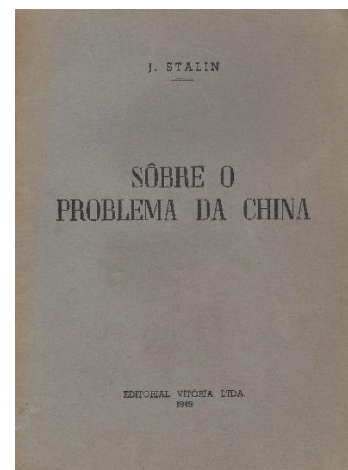 J. STALIN
SÔBRE O
PROBLEMA DA CHINA
EDITORIAL VITÓRIA LTDA.
1949